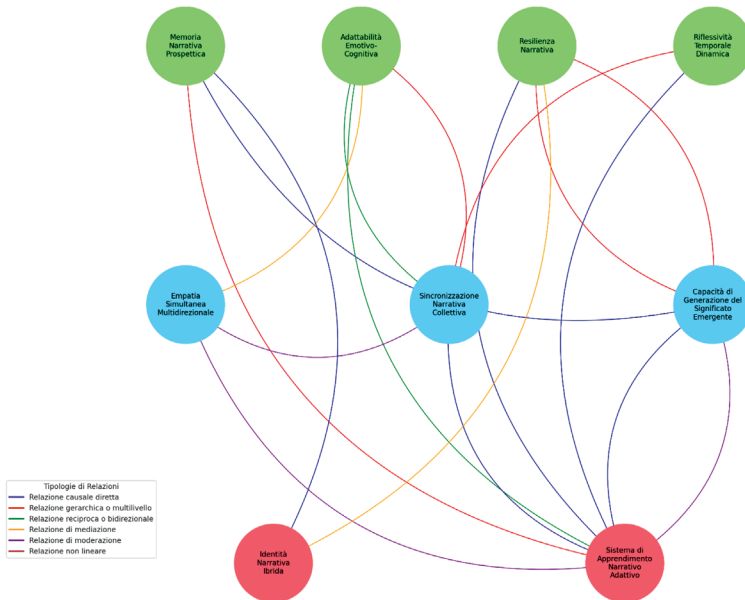 Memoria
Narrativa
Prospettica
Adattabilità
Emotivo-
Cognitiva
Resilienza
Narrativa
Riflessività
Temporale
Dinamica
Empatia
Simultanea
Multidirezionale
Sincronizzazione
Narrativa
Collettiva
Capacità di
Generazione del
Significato
Emergente
Tipologie di Relazioni
Relazione causale diretta
Relazione gerarchica o multilivello
Relazione reciproca o bidirezionale
Relazione di mediazione
Relazione di moderazione
Relazione non lineare
Identità
Narrativa
Ibrida
Sistema di
Apprendimento
Narrativo
Adattivo